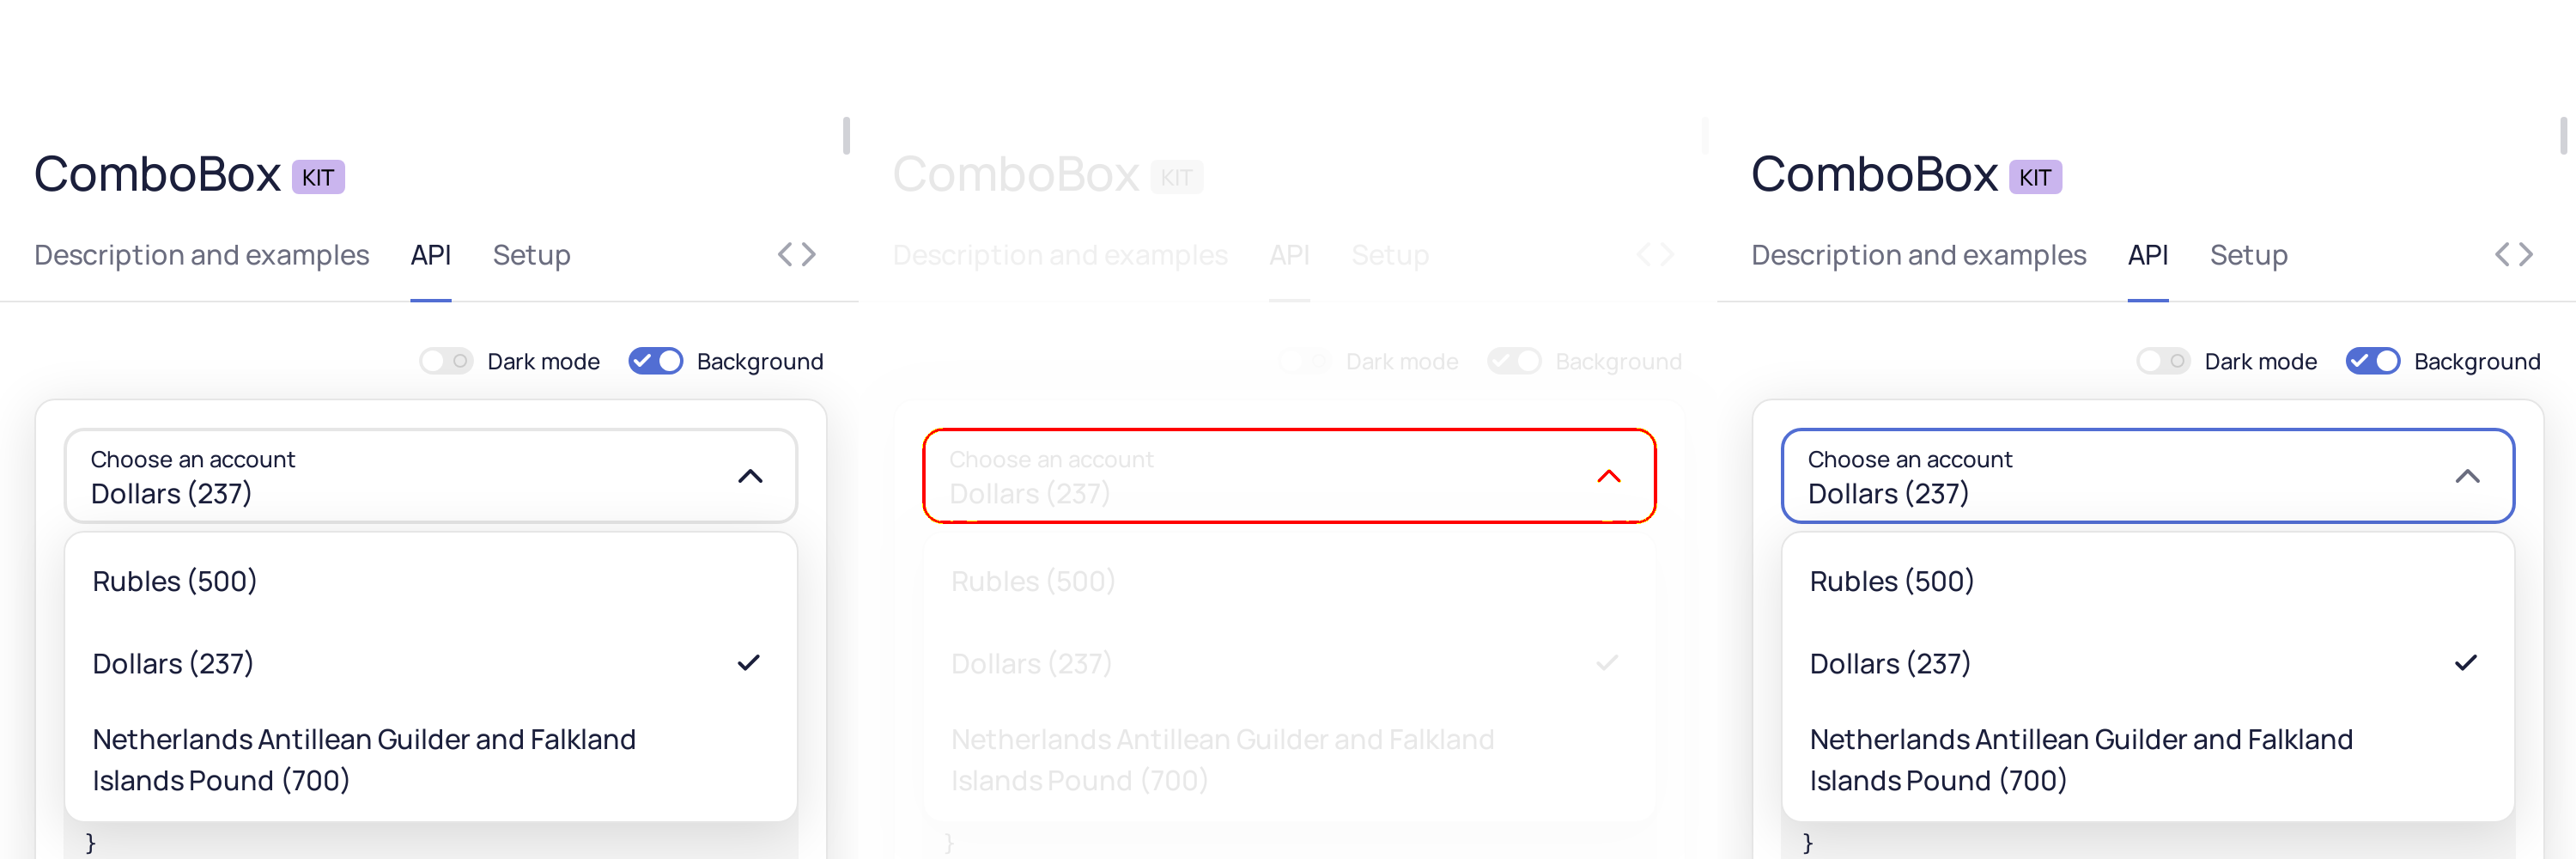 ComboBox KIT
Description and examples API Setup
Dark mode Background
Choose an account
Dollars (237)
Rubles (500)
Dollars (237)
Netherlands Antillean Guilder and Falkland
Islands Pound (700)
}
ComboBox KIT
Description and examples API Setup
Dark mode Background
Choose an account
Dollars (237)
Rubles (500)
Dollars (237)
Netherlands Antillean Guilder and Falkland
Islands Pound (700)
}
ComboBox KIT
Description and examples API Setup
Dark mode Background
Choose an account
Dollars (237)
Rubles (500)
Dollars (237)
Netherlands Antillean Guilder and Falkland
Islands Pound (700)
}